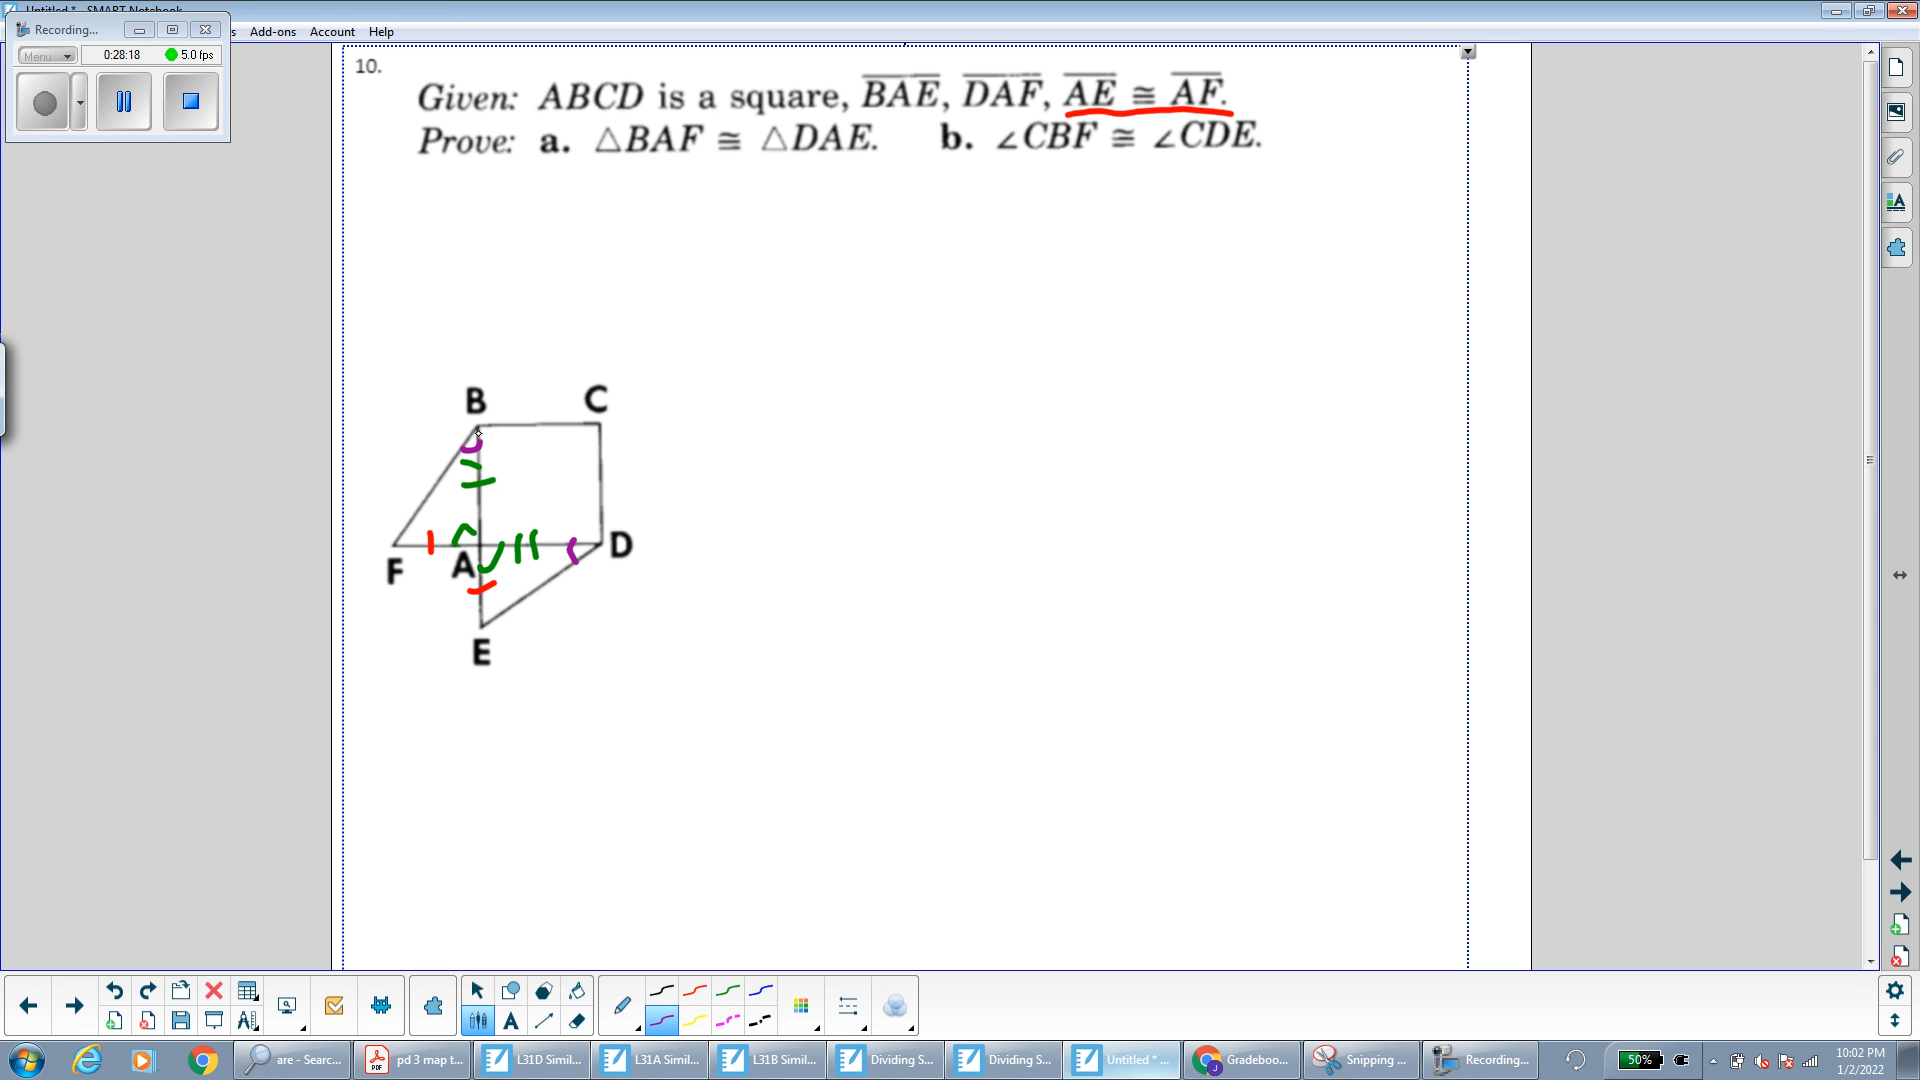 Untitled * - SMART Notebook
Recording...
s Add-ons Account Help
Menu 0:28:18 5.0 fps
10.
Given: ABCD is a square, BAE, DAF, AE ≅ AF.
Prove: a. △BAF ≅ △DAE. b. ∠CBF ≅ ∠CDE.
B C
F A D
E
are - Searc... pd 3 map t... L31D Simil... L31A Simil... L31B Simil... Dividing S... Dividing S... Untitled * ... Gradeboo... Snipping ... Recording... 50% 10:02 PM
1/2/2022